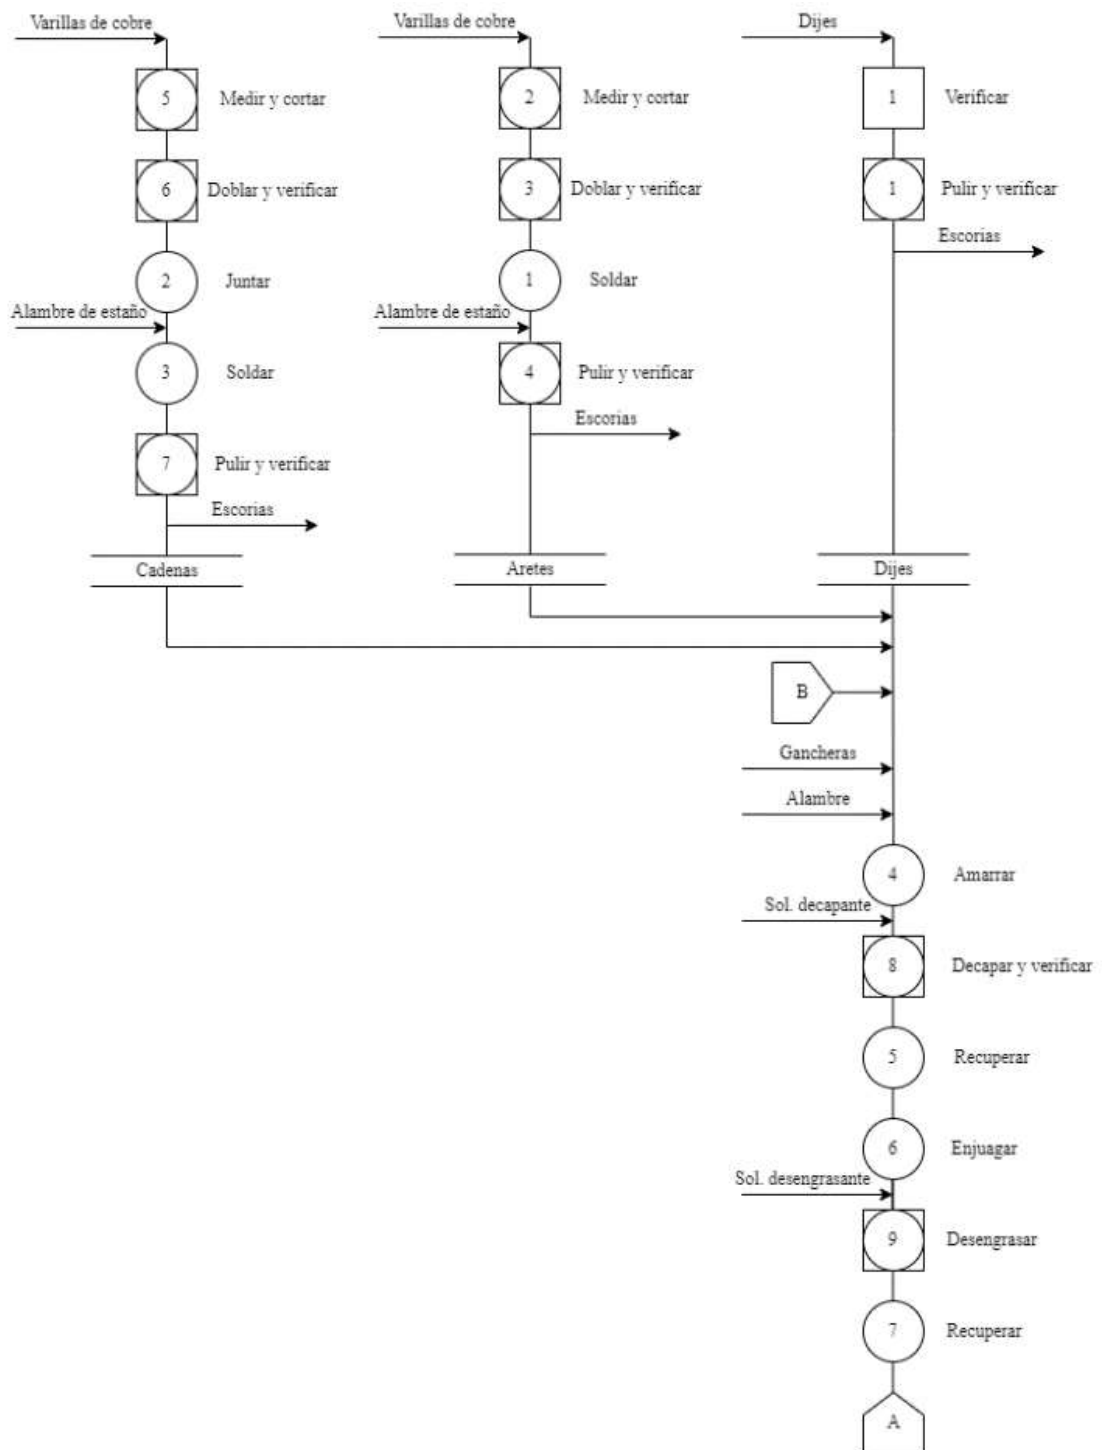 Varillas de cobre
Varillas de cobre
Dijes
5 Medir y cortar
2 Medir y cortar
1 Verificar
6 Doblar y verificar
3 Doblar y verificar
1 Pulir y verificar
Escorias
2 Juntar
1 Soldar
Alambre de estaño
Alambre de estaño
3 Soldar
4 Pulir y verificar
Escorias
7 Pulir y verificar
Escorias
Cadenas
Aretes
Dijes
B
Gancheras
Alambre
4 Amarrar
Sol. decapante
8 Decapar y verificar
5 Recuperar
6 Enjuagar
Sol. desengrasante
9 Desengrasar
7 Recuperar
A